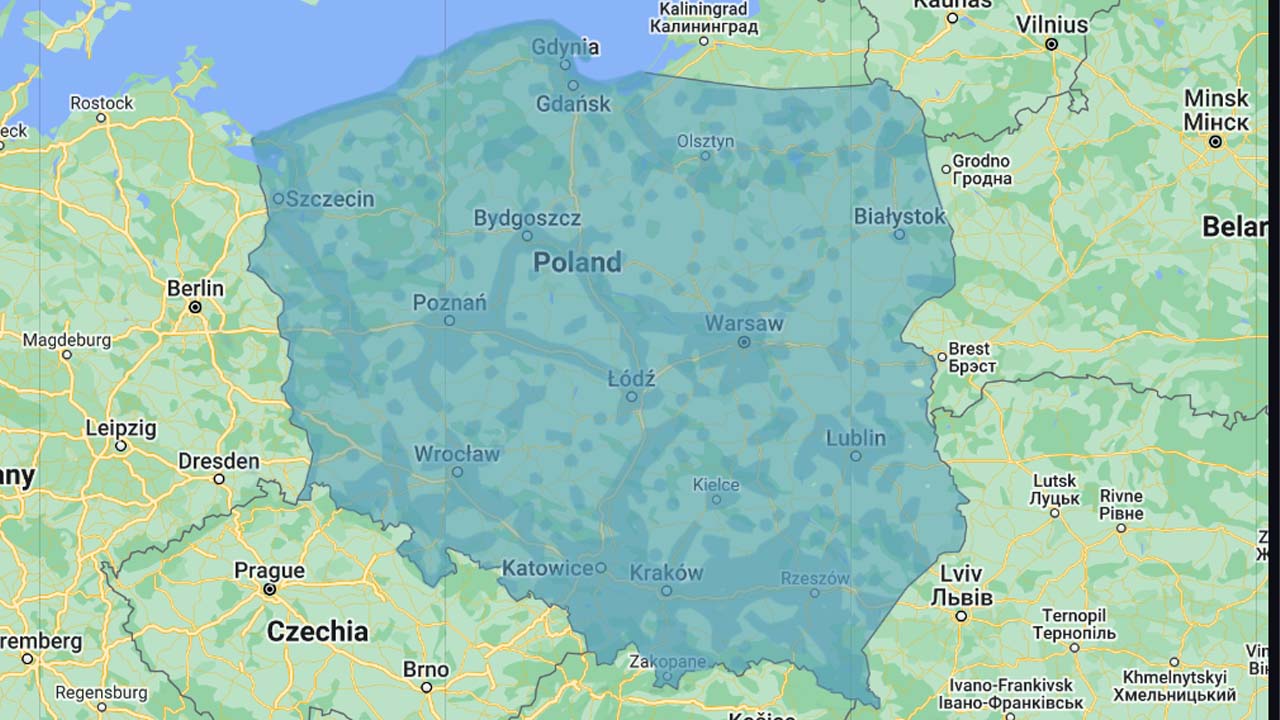 Kaliningrad
Калининград
Kaunas
Vilnius
Gdynia
Rostock
Gdańsk
Minsk
Мінск
eck
Olsztyn
Grodno
Гродна
Szczecin
Bydgoszcz
Białystok
Belar
Poland
Berlin
Poznań
Warsaw
Magdeburg
Brest
Брэст
Łódź
Leipzig
Lublin
Wrocław
Dresden
any
Kielce
Lutsk
Луцьк
Rivne
Рівне
Z
Ж
Prague
Katowice
Kraków
Rzeszów
Lviv
Львів
Czechia
Ternopil
Тернопіль
remberg
Zakopane
Vin
Він
Brno
Regensburg
Ivano-Frankivsk
Івано-Франківськ
Khmelnytskyi
Хмельницький
Košice